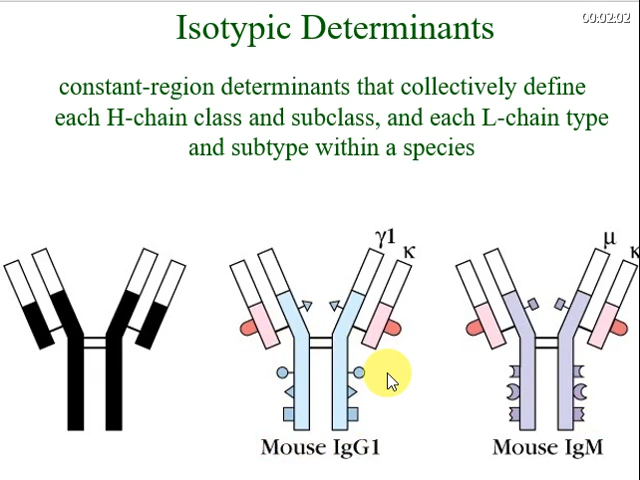 00:02:02
Isotypic Determinants
constant-region determinants that collectively define
each H-chain class and subclass, and each L-chain type
and subtype within a species
γ1
κ
μ
κ
Mouse IgG1
Mouse IgM